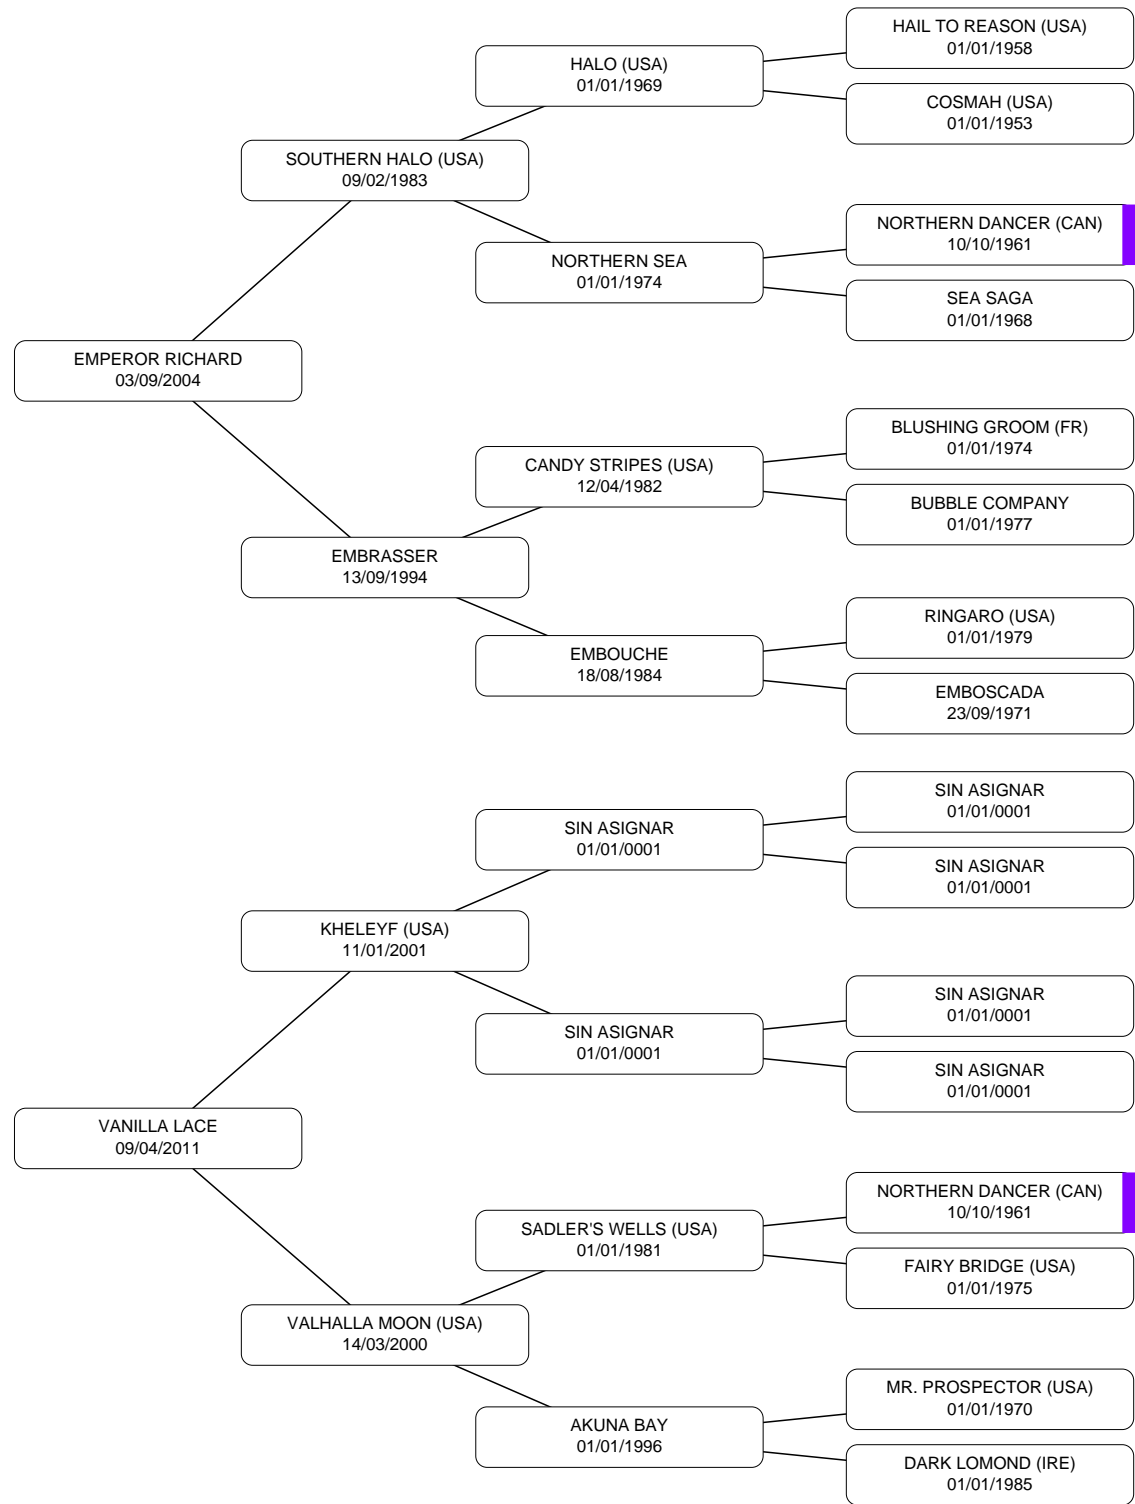 HAIL TO REASON (USA)
01/01/1958
HALO (USA)
01/01/1969
COSMAH (USA)
01/01/1953
SOUTHERN HALO (USA)
09/02/1983
NORTHERN DANCER (CAN)
10/10/1961
NORTHERN SEA
01/01/1974
SEA SAGA
01/01/1968
EMPEROR RICHARD
03/09/2004
BLUSHING GROOM (FR)
01/01/1974
CANDY STRIPES (USA)
12/04/1982
BUBBLE COMPANY
01/01/1977
EMBRASSER
13/09/1994
RINGARO (USA)
01/01/1979
EMBOUCHE
18/08/1984
EMBOSCADA
23/09/1971
SIN ASIGNAR
01/01/0001
SIN ASIGNAR
01/01/0001
SIN ASIGNAR
01/01/0001
KHELEYF (USA)
11/01/2001
SIN ASIGNAR
01/01/0001
SIN ASIGNAR
01/01/0001
SIN ASIGNAR
01/01/0001
VANILLA LACE
09/04/2011
NORTHERN DANCER (CAN)
10/10/1961
SADLER'S WELLS (USA)
01/01/1981
FAIRY BRIDGE (USA)
01/01/1975
VALHALLA MOON (USA)
14/03/2000
MR. PROSPECTOR (USA)
01/01/1970
AKUNA BAY
01/01/1996
DARK LOMOND (IRE)
01/01/1985